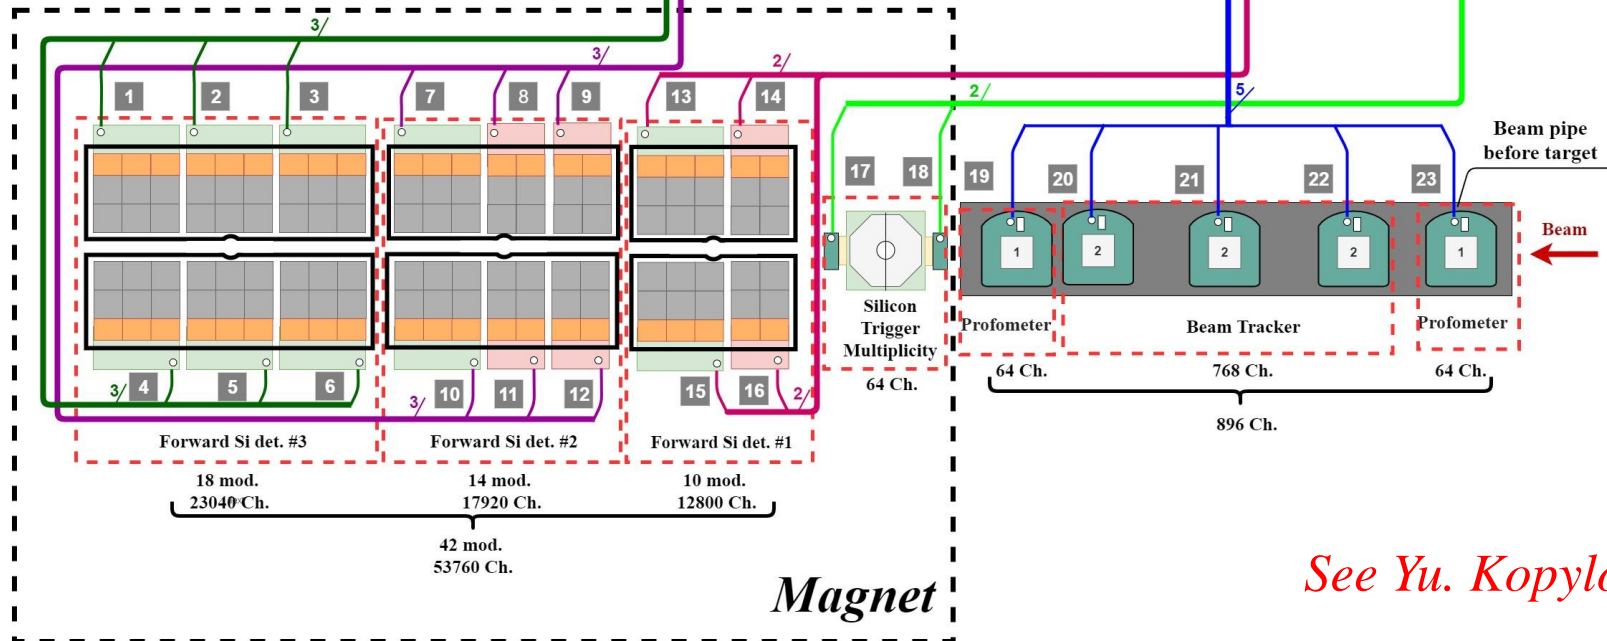 3/
3/
2/
2/
5/
1
2
3
7
8
9
13
14
17
18
19
20
21
22
23
Beam pipe
before target
Beam
1
2
2
2
1
Silicon
Trigger
Multiplicity
64 Ch.
Profometer
Beam Tracker
Profometer
64 Ch.
768 Ch.
64 Ch.
896 Ch.
3/
4
5
6
3/
10
11
12
15
16
2/
Forward Si det. #3
Forward Si det. #2
Forward Si det. #1
18 mod.
23040 Ch.
14 mod.
17920 Ch.
10 mod.
12800 Ch.
42 mod.
53760 Ch.
Magnet
See Yu. Kopylo